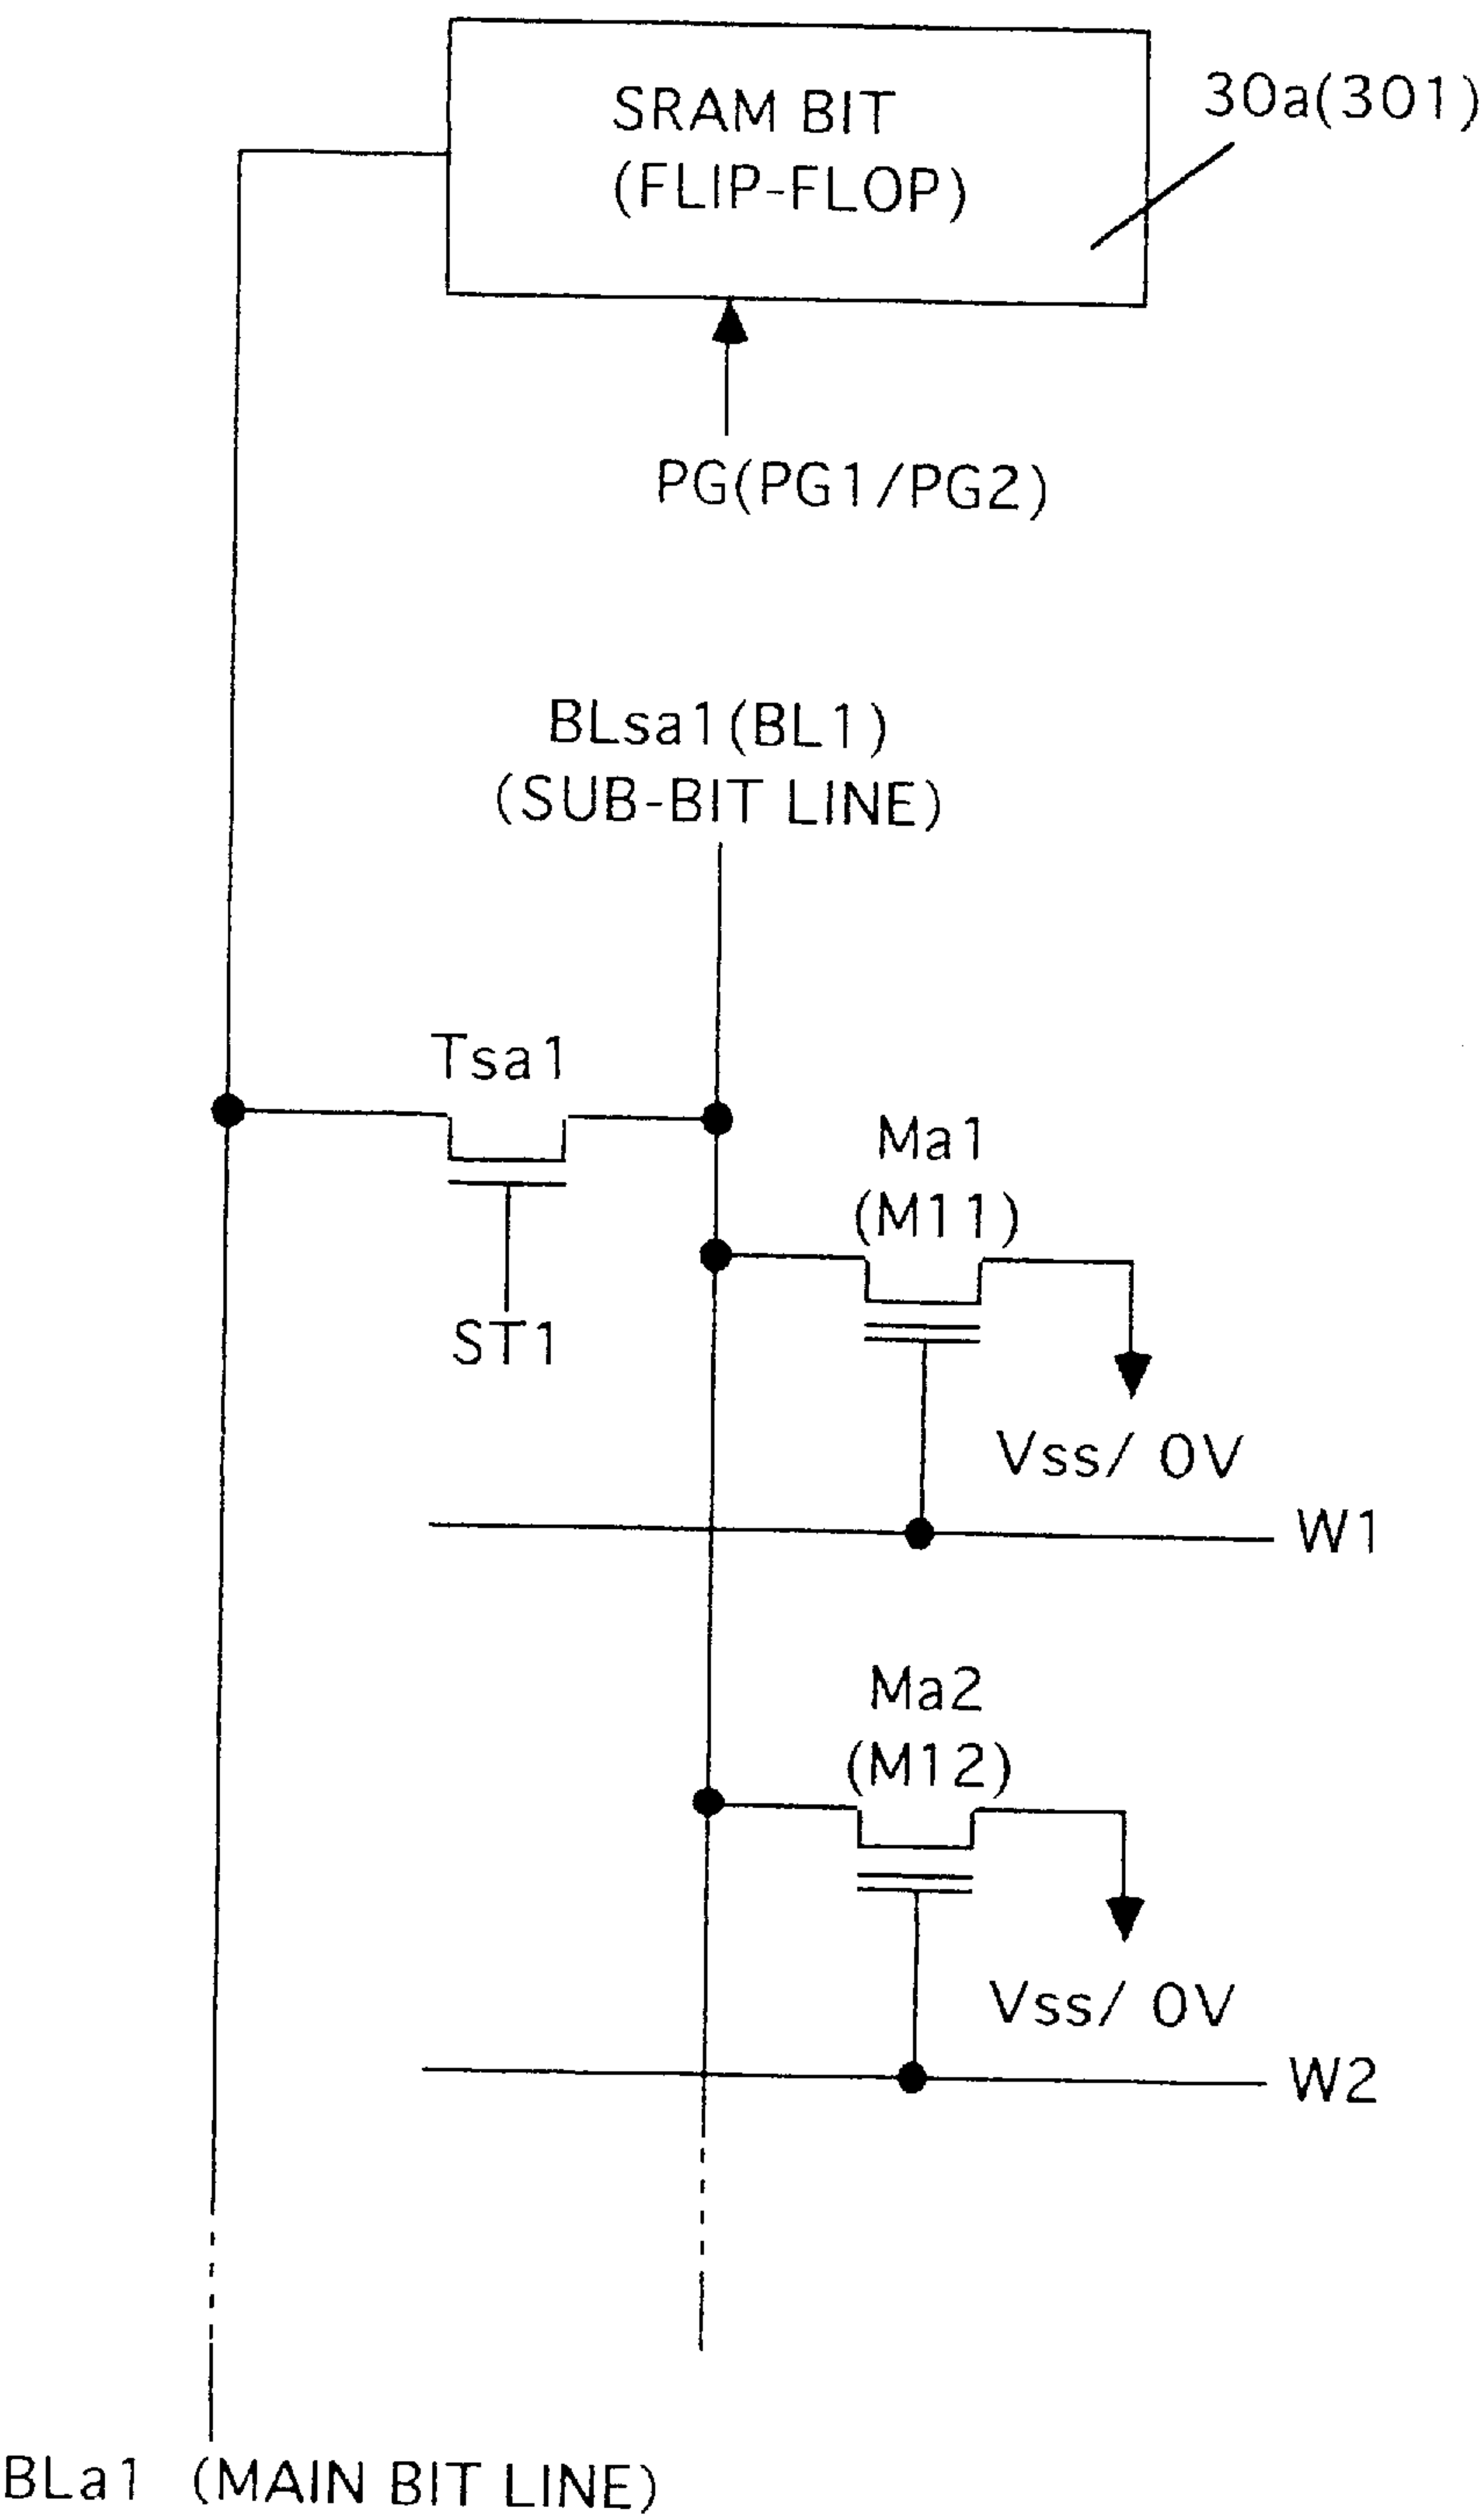 SRAM BIT
(FLIP-FLOP)
30a(301)
PG(PG1/PG2)
BLsa1(BL1)
(SUB-BIT LINE)
Tsa1
Ma1
(M11)
ST1
Vss/ 0V
W1
Ma2
(M12)
Vss/ 0V
W2
BLa1 (MAIN BIT LINE)